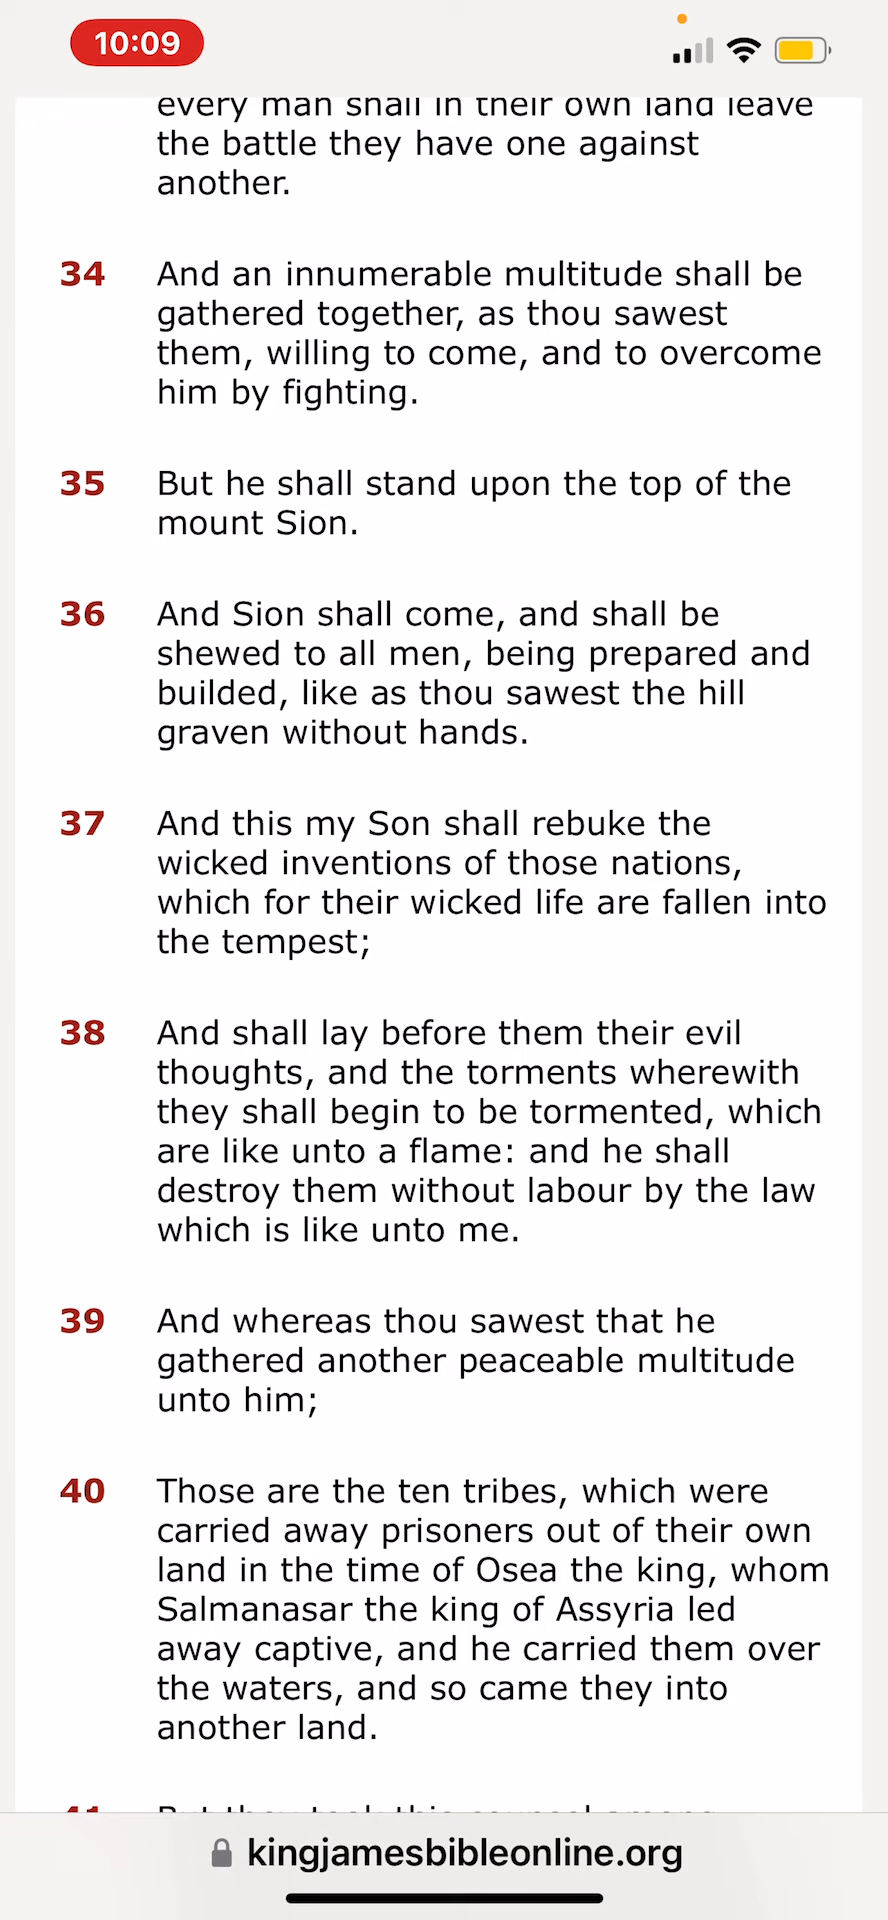 10:09
every man shall in their own land leave
the battle they have one against
another.
34 And an innumerable multitude shall be
gathered together, as thou sawest
them, willing to come, and to overcome
him by fighting.
35 But he shall stand upon the top of the
mount Sion.
36 And Sion shall come, and shall be
shewed to all men, being prepared and
builded, like as thou sawest the hill
graven without hands.
37 And this my Son shall rebuke the
wicked inventions of those nations,
which for their wicked life are fallen into
the tempest;
38 And shall lay before them their evil
thoughts, and the torments wherewith
they shall begin to be tormented, which
are like unto a flame: and he shall
destroy them without labour by the law
which is like unto me.
39 And whereas thou sawest that he
gathered another peaceable multitude
unto him;
40 Those are the ten tribes, which were
carried away prisoners out of their own
land in the time of Osea the king, whom
Salmanasar the king of Assyria led
away captive, and he carried them over
the waters, and so came they into
another land.
41 But they took this counsel among
kingjamesbibleonline.org